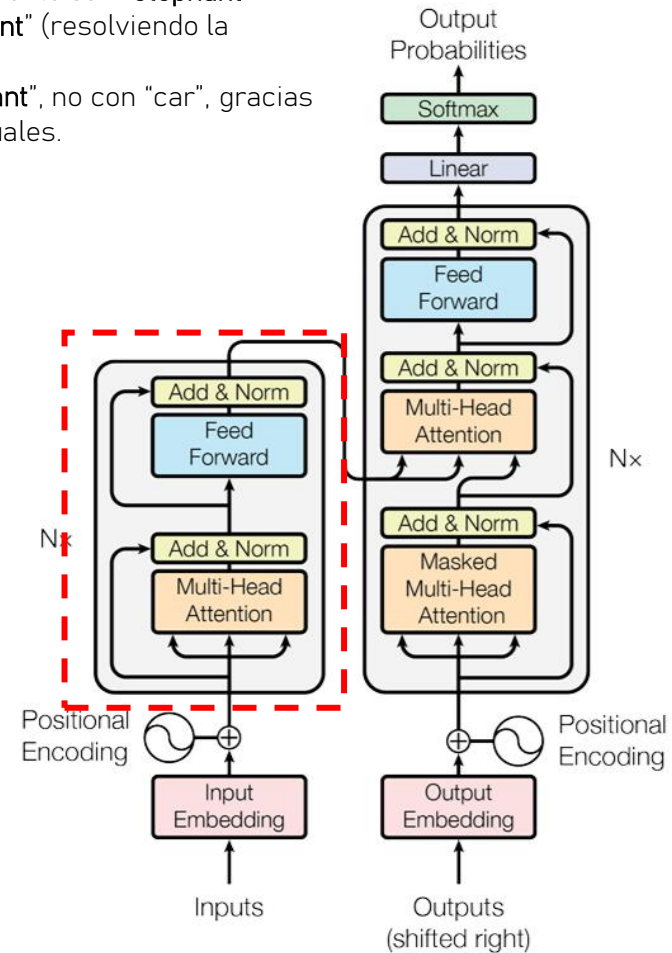 nt" (resolviendo la
ant", no con "car", gracias
uales.
Output
Probabilities
Softmax
Linear
Add & Norm
Feed
Forward
Add & Norm
Multi-Head
Attention
Nx
Add & Norm
Masked
Multi-Head
Attention
Positional
Encoding
Output
Embedding
Outputs
(shifted right)
Add & Norm
Feed
Forward
Nx
Add & Norm
Multi-Head
Attention
Positional
Encoding
Input
Embedding
Inputs